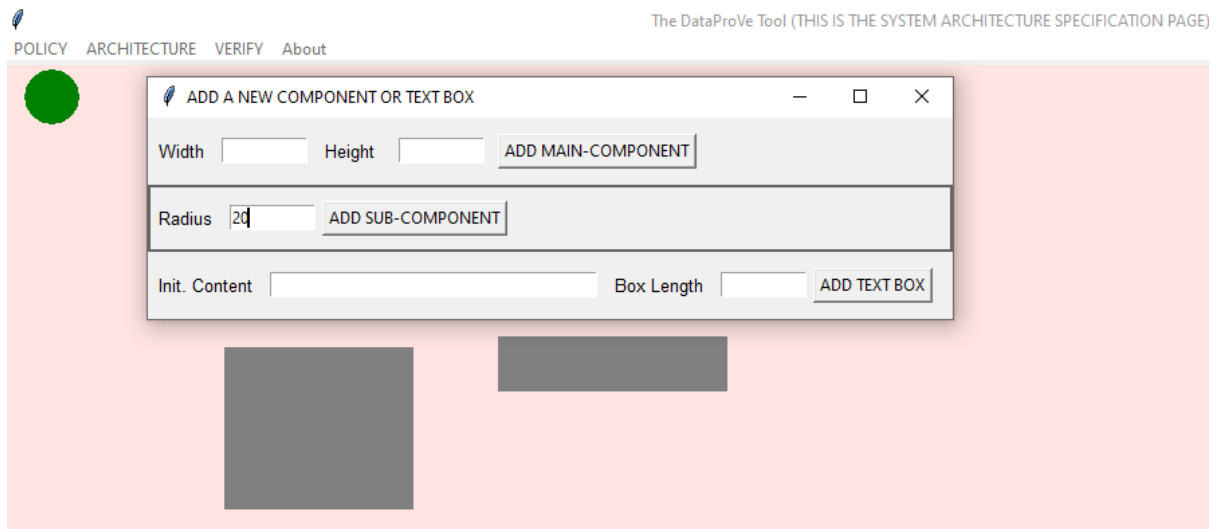 The DataProVe Tool (THIS IS THE SYSTEM ARCHITECTURE SPECIFICATION PAGE)
POLICY ARCHITECTURE VERIFY About
ADD A NEW COMPONENT OR TEXT BOX
Width Height ADD MAIN-COMPONENT
Radius 20 ADD SUB-COMPONENT
Init. Content Box Length ADD TEXT BOX